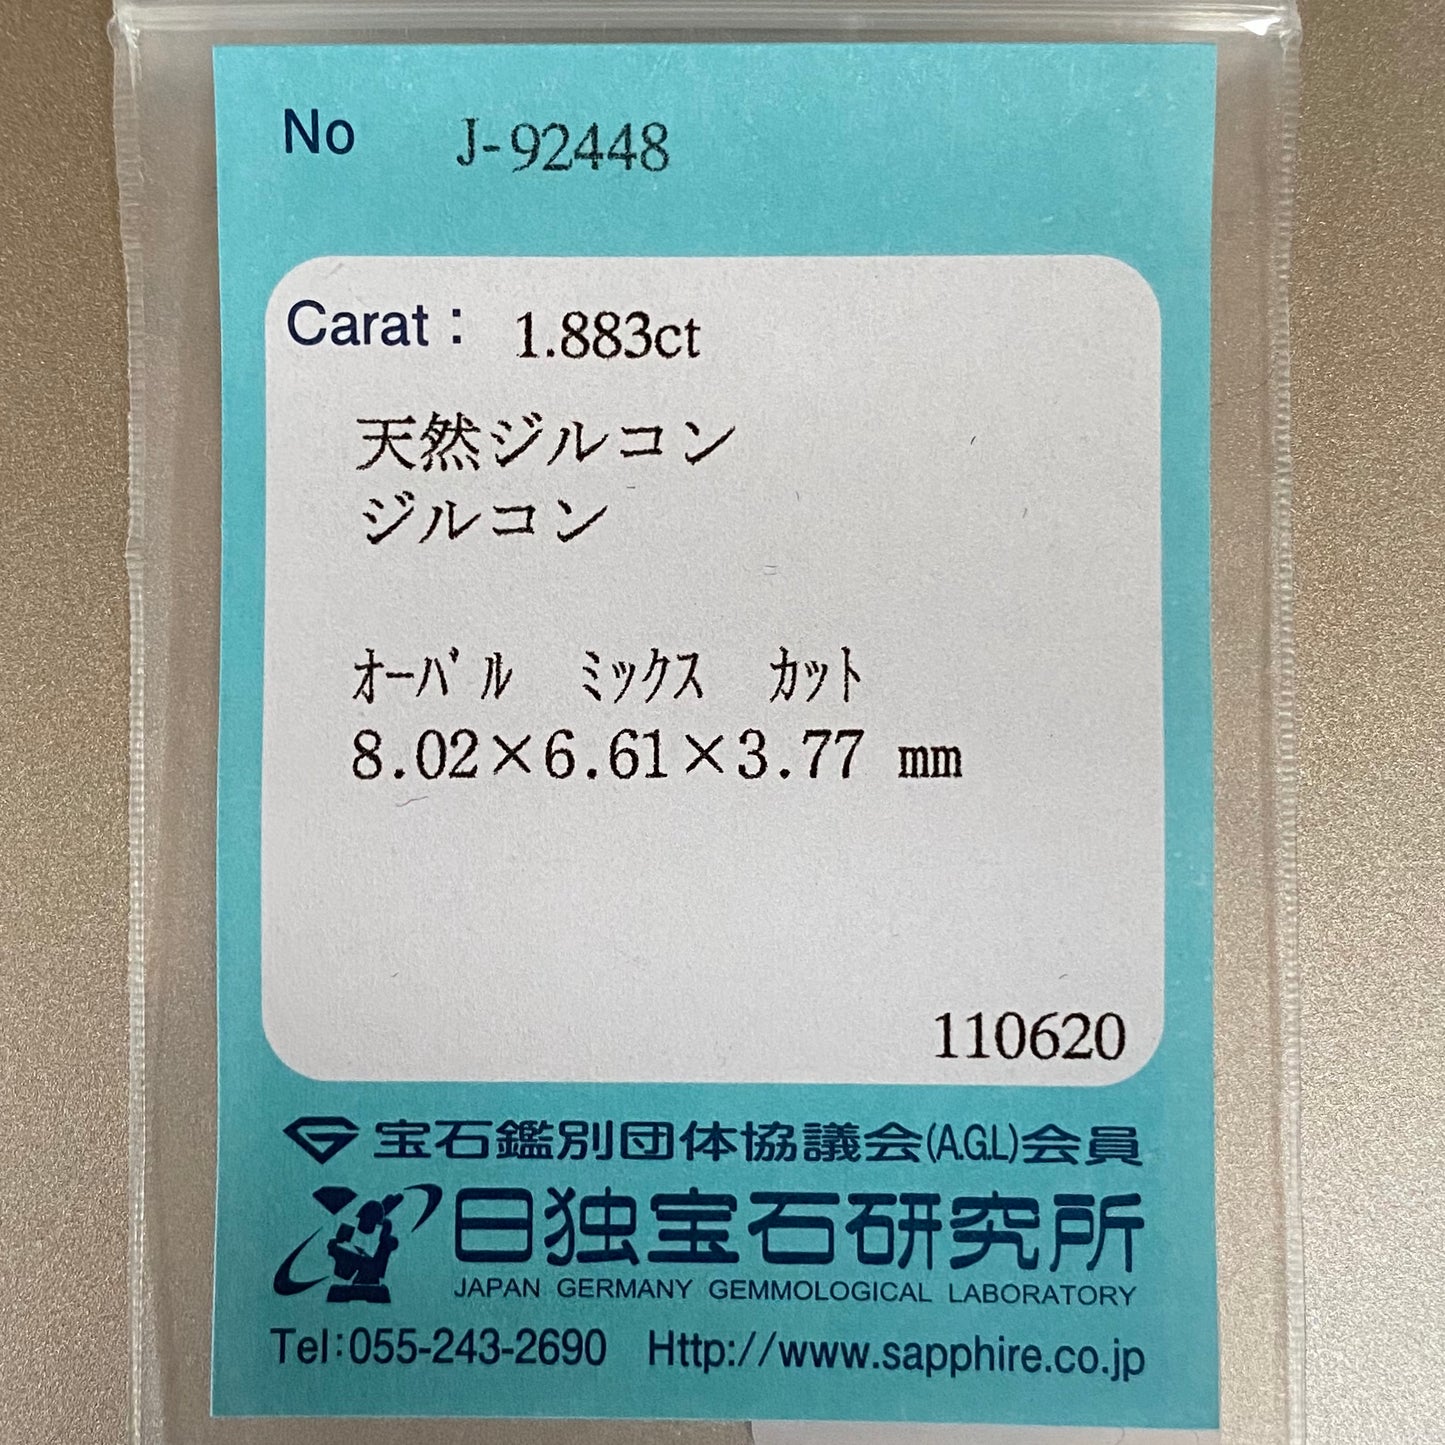 No J-92448
Carat： 1.883ct
天然ジルコン
ジルコン
ｵｰﾊﾞﾙ ﾐｯｸｽ ｶｯﾄ
8.02×6.61×3.77 mm
110620
宝石鑑別団体協議会(A.G.L)会員
日独宝石研究所
JAPAN GERMANY GEMMOLOGICAL LABORATORY
Tel:055-243-2690 Http://www.sapphire.co.jp